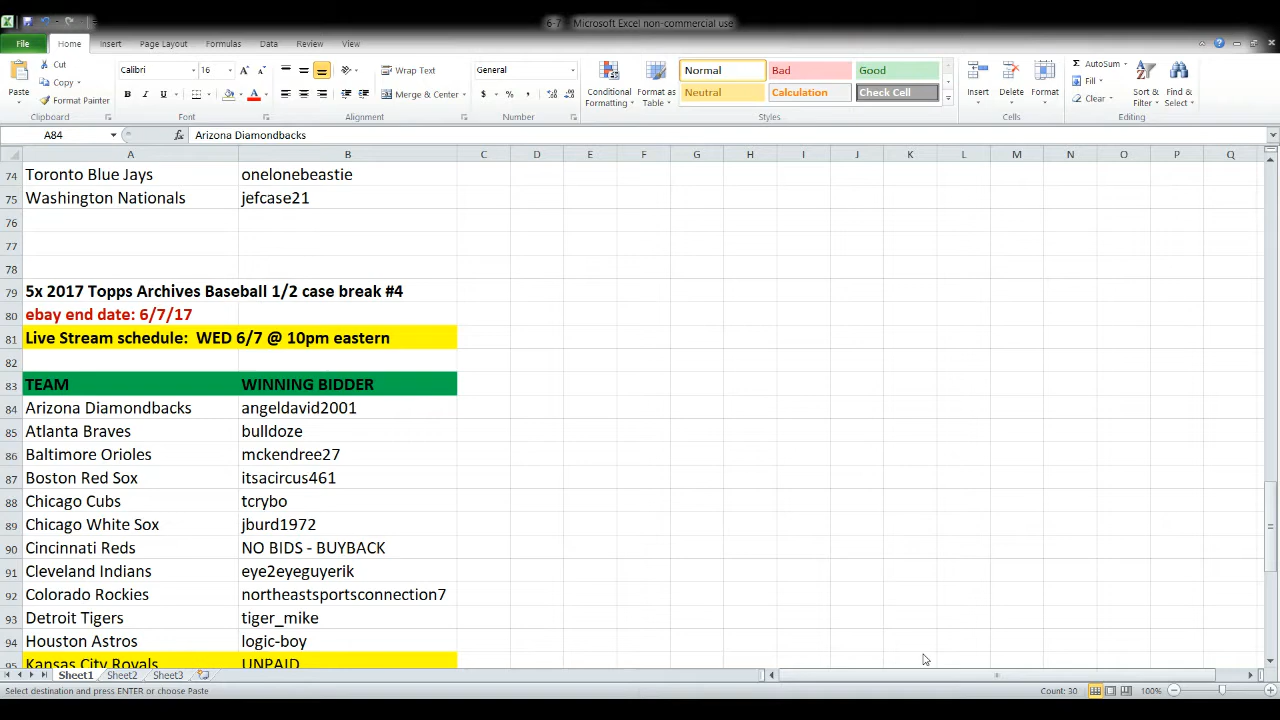 6-7 - Microsoft Excel non-commercial use
File Home Insert Page Layout Formulas Data Review View
Paste
Cut
Copy
Format Painter
Clipboard
Calibri 16
B I U
Font
Wrap Text
Merge & Center
Alignment
General
$ % ,
Number
Conditional Formatting
Format as Table
Normal Bad Good
Neutral Calculation Check Cell
Styles
Insert Delete Format
Cells
AutoSum
Fill
Clear
Sort & Filter
Find & Select
Editing
A84 fx Arizona Diamondbacks
A B C D E F G H I J K L M N O P Q
74 Toronto Blue Jays onelonebeastie
75 Washington Nationals jefcase21
76
77
78
79 5x 2017 Topps Archives Baseball 1/2 case break #4
80 ebay end date: 6/7/17
81 Live Stream schedule: WED 6/7 @ 10pm eastern
82
83 TEAM WINNING BIDDER
84 Arizona Diamondbacks angeldavid2001
85 Atlanta Braves bulldoze
86 Baltimore Orioles mckendree27
87 Boston Red Sox itsacircus461
88 Chicago Cubs tcrybo
89 Chicago White Sox jburd1972
90 Cincinnati Reds NO BIDS - BUYBACK
91 Cleveland Indians eye2eyeguyerik
92 Colorado Rockies northeastsportsconnection7
93 Detroit Tigers tiger_mike
94 Houston Astros logic-boy
95 Kansas City Royals UNPAID
Sheet1 Sheet2 Sheet3
Select destination and press ENTER or choose Paste Count: 30 100%